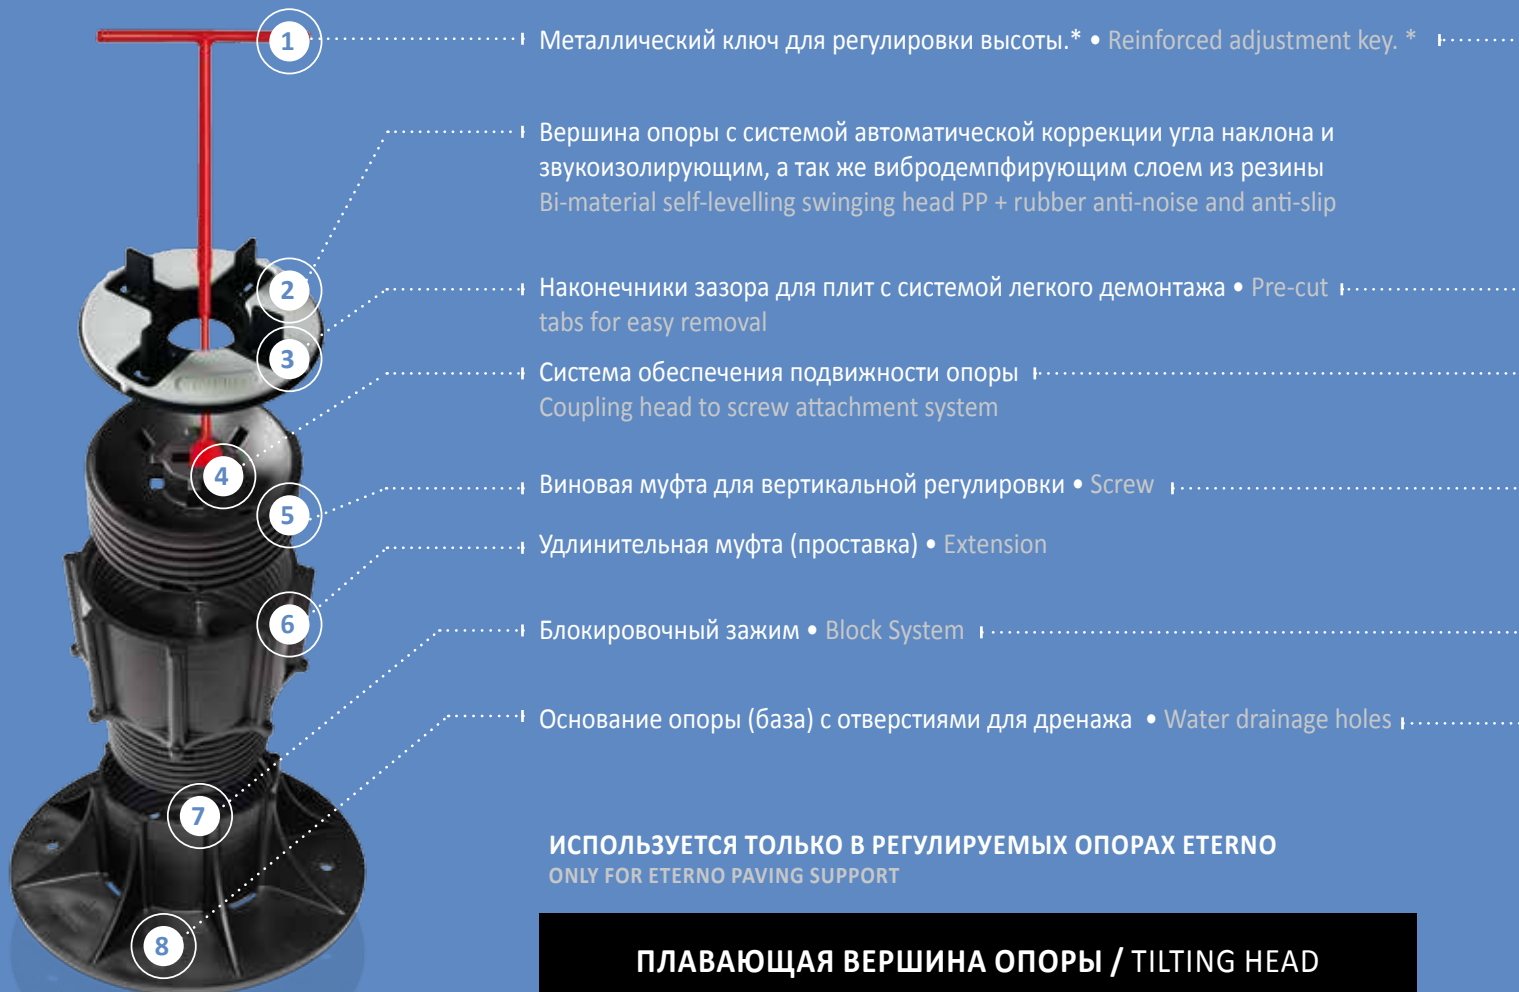 1
Металлический ключ для регулировки высоты.* • Reinforced adjustment key. *
Вершина опоры с системой автоматической коррекции угла наклона и
звукоизолирующим, а так же вибродемпфирующим слоем из резины
Bi-material self-levelling swinging head PP + rubber anti-noise and anti-slip
2
Наконечники зазора для плит с системой легкого демонтажа • Pre-cut
tabs for easy removal
3
Система обеспечения подвижности опоры
Coupling head to screw attachment system
4
Виновая муфта для вертикальной регулировки • Screw
5
Удлинительная муфта (проставка) • Extension
6
Блокировочный зажим • Block System
Основание опоры (база) с отверстиями для дренажа • Water drainage holes
7
ИСПОЛЬЗУЕТСЯ ТОЛЬКО В РЕГУЛИРУЕМЫХ ОПОРАХ ETERNO
ONLY FOR ETERNO PAVING SUPPORT
8
ПЛАВАЮЩАЯ ВЕРШИНА ОПОРЫ / TILTING HEAD